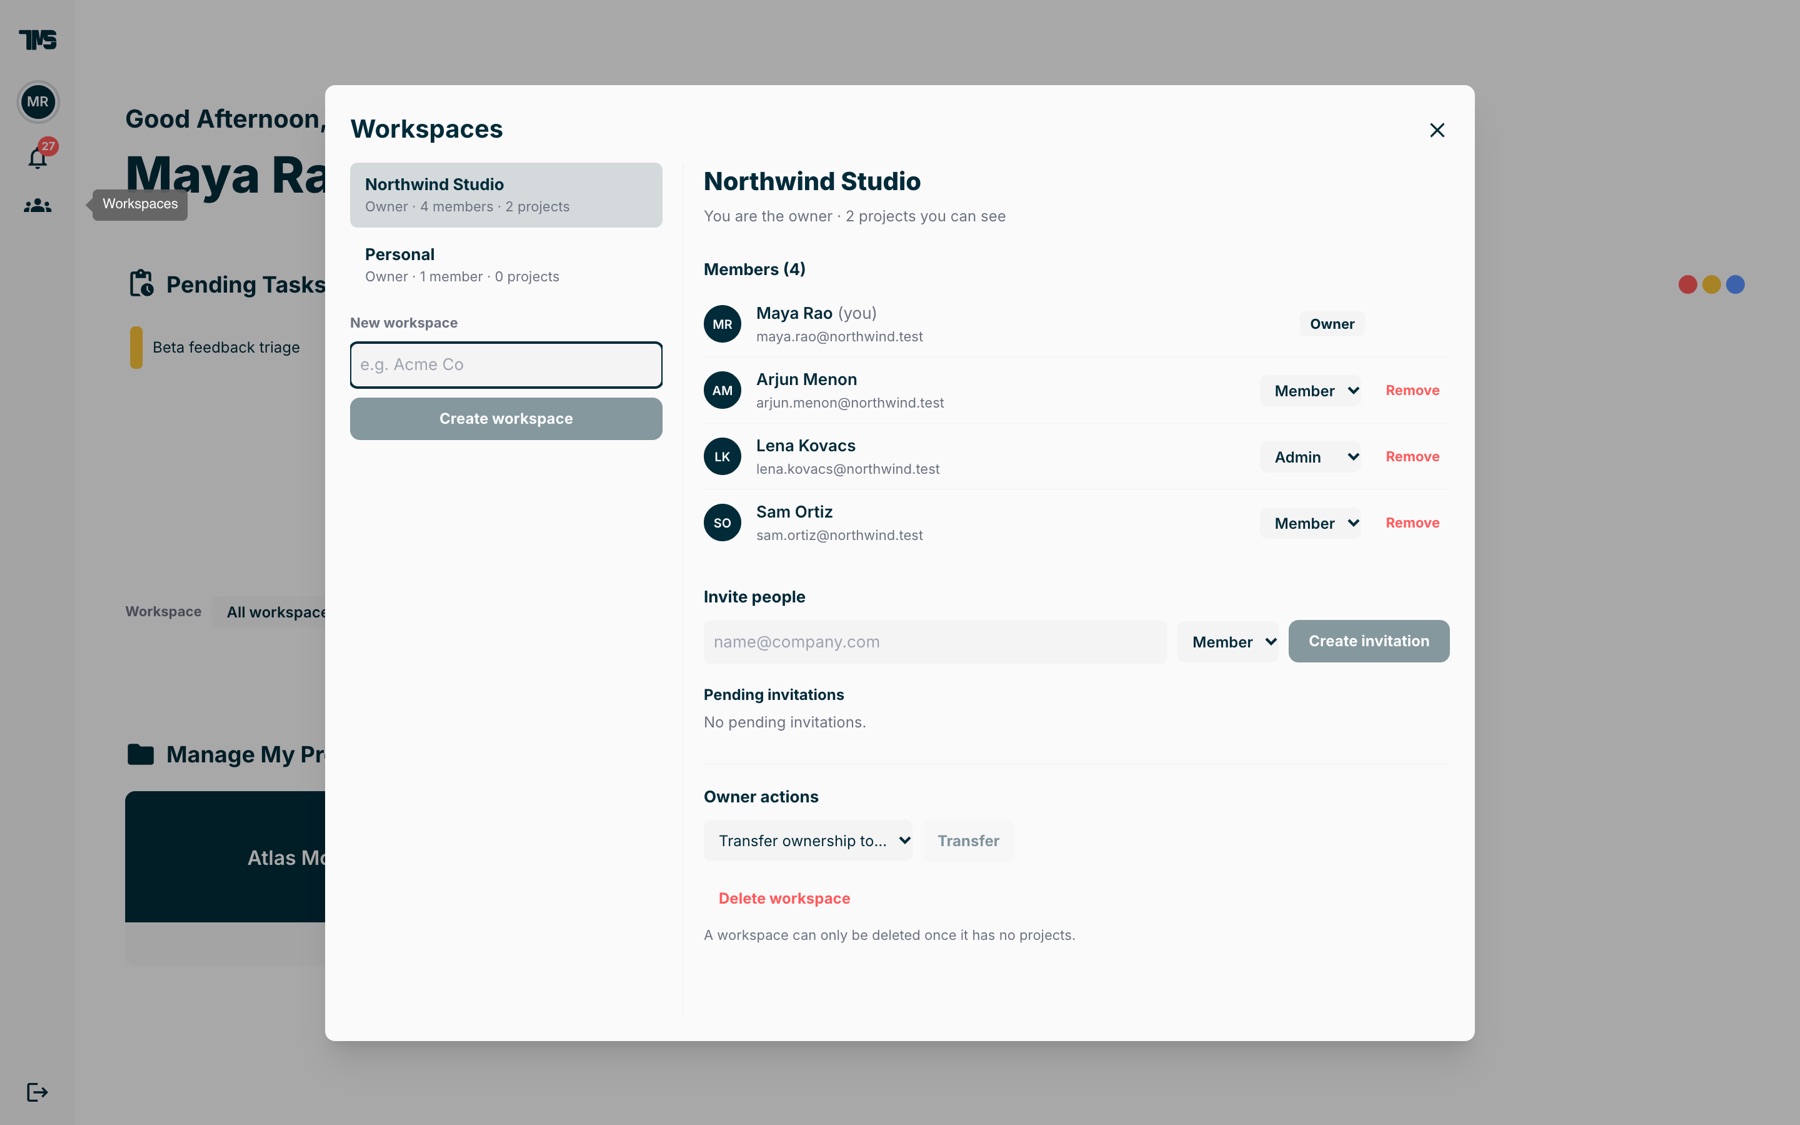 TMS
MR
27
Workspaces
Good Afternoon,
Maya Ra
Pending Tasks
Beta feedback triage
Workspace
All workspace
Manage My Pr
Atlas Mo
Workspaces
Northwind Studio
Owner · 4 members · 2 projects
Personal
Owner · 1 member · 0 projects
New workspace
e.g. Acme Co
Create workspace
Northwind Studio
You are the owner · 2 projects you can see
Members (4)
MR
Maya Rao (you)
maya.rao@northwind.test
Owner
AM
Arjun Menon
arjun.menon@northwind.test
Member
Remove
LK
Lena Kovacs
lena.kovacs@northwind.test
Admin
Remove
SO
Sam Ortiz
sam.ortiz@northwind.test
Member
Remove
Invite people
name@company.com
Member
Create invitation
Pending invitations
No pending invitations.
Owner actions
Transfer ownership to...
Transfer
Delete workspace
A workspace can only be deleted once it has no projects.